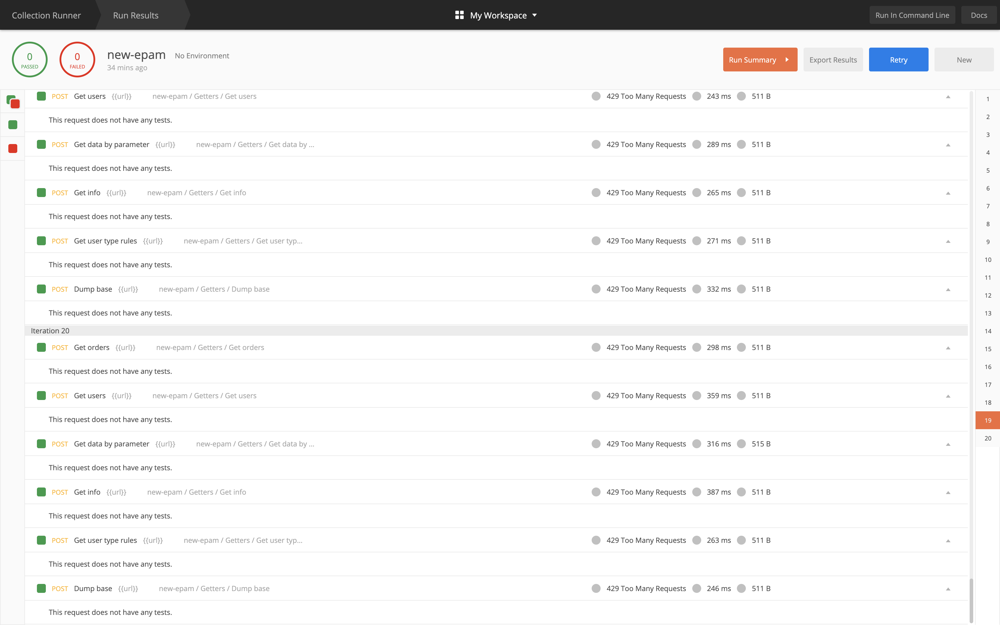 Collection Runner Run Results My Workspace Run In Command Line Docs
0 PASSED
0 FAILED
new-epam No Environment
34 mins ago
Run Summary Export Results Retry New
POST Get users {{url}} new-epam / Getters / Get users 429 Too Many Requests 243 ms 511 B
This request does not have any tests.
POST Get data by parameter {{url}} new-epam / Getters / Get data by ... 429 Too Many Requests 289 ms 511 B
This request does not have any tests.
POST Get info {{url}} new-epam / Getters / Get info 429 Too Many Requests 265 ms 511 B
This request does not have any tests.
POST Get user type rules {{url}} new-epam / Getters / Get user typ... 429 Too Many Requests 271 ms 511 B
This request does not have any tests.
POST Dump base {{url}} new-epam / Getters / Dump base 429 Too Many Requests 332 ms 511 B
This request does not have any tests.
Iteration 20
POST Get orders {{url}} new-epam / Getters / Get orders 429 Too Many Requests 298 ms 511 B
This request does not have any tests.
POST Get users {{url}} new-epam / Getters / Get users 429 Too Many Requests 359 ms 511 B
This request does not have any tests.
POST Get data by parameter {{url}} new-epam / Getters / Get data by ... 429 Too Many Requests 316 ms 515 B
This request does not have any tests.
POST Get info {{url}} new-epam / Getters / Get info 429 Too Many Requests 387 ms 511 B
This request does not have any tests.
POST Get user type rules {{url}} new-epam / Getters / Get user typ... 429 Too Many Requests 263 ms 511 B
This request does not have any tests.
POST Dump base {{url}} new-epam / Getters / Dump base 429 Too Many Requests 246 ms 511 B
This request does not have any tests.
1
2
3
4
5
6
7
8
9
10
11
12
13
14
15
16
17
18
19
20